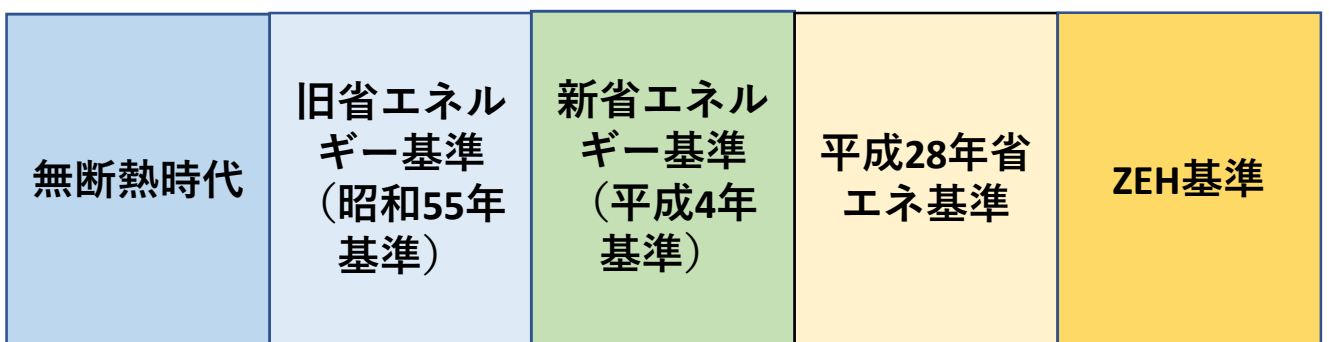 無断熱時代
旧省エネル
ギー基準
（昭和55年
基準）
新省エネル
ギー基準
（平成4年
基準）
平成28年省
エネ基準
ZEH基準